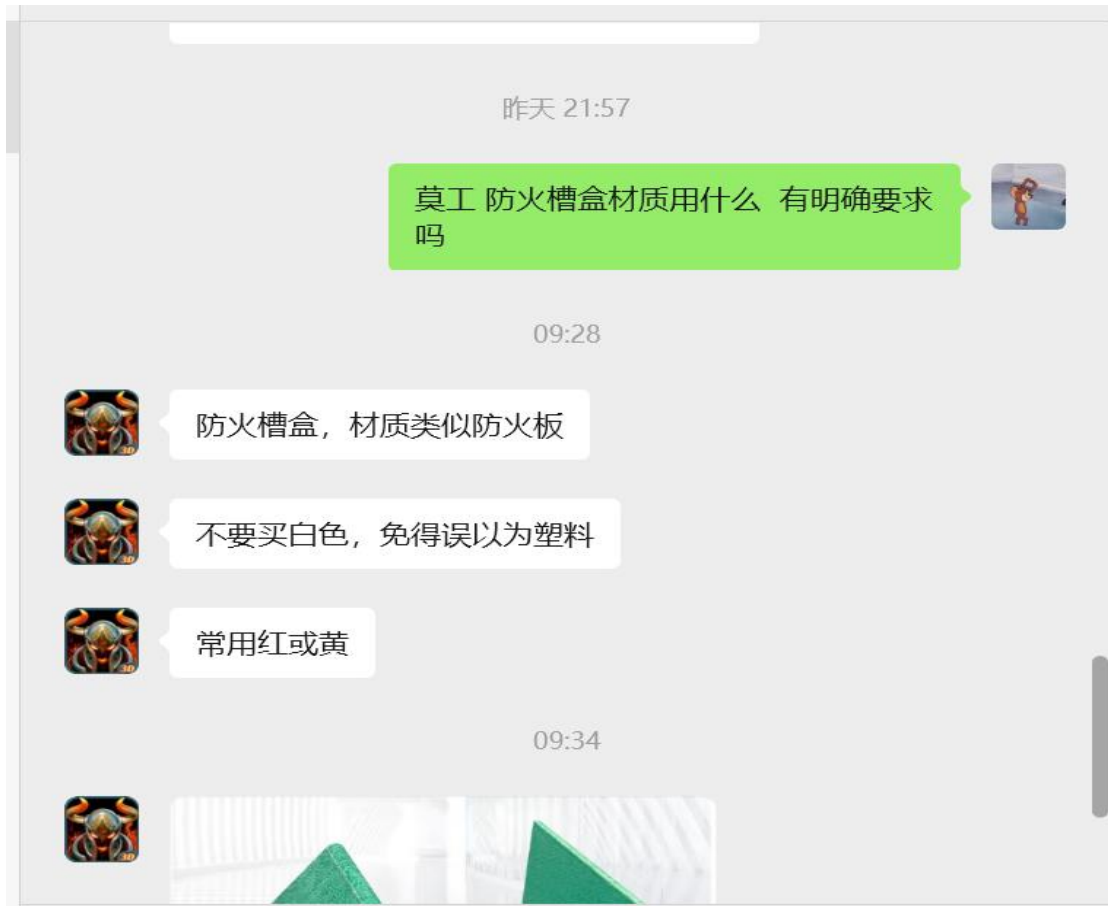 昨天 21:57
莫工 防火槽盒材质用什么 有明确要求
吗
09:28
防火槽盒，材质类似防火板
不要买白色，免得误以为塑料
常用红或黄
09:34